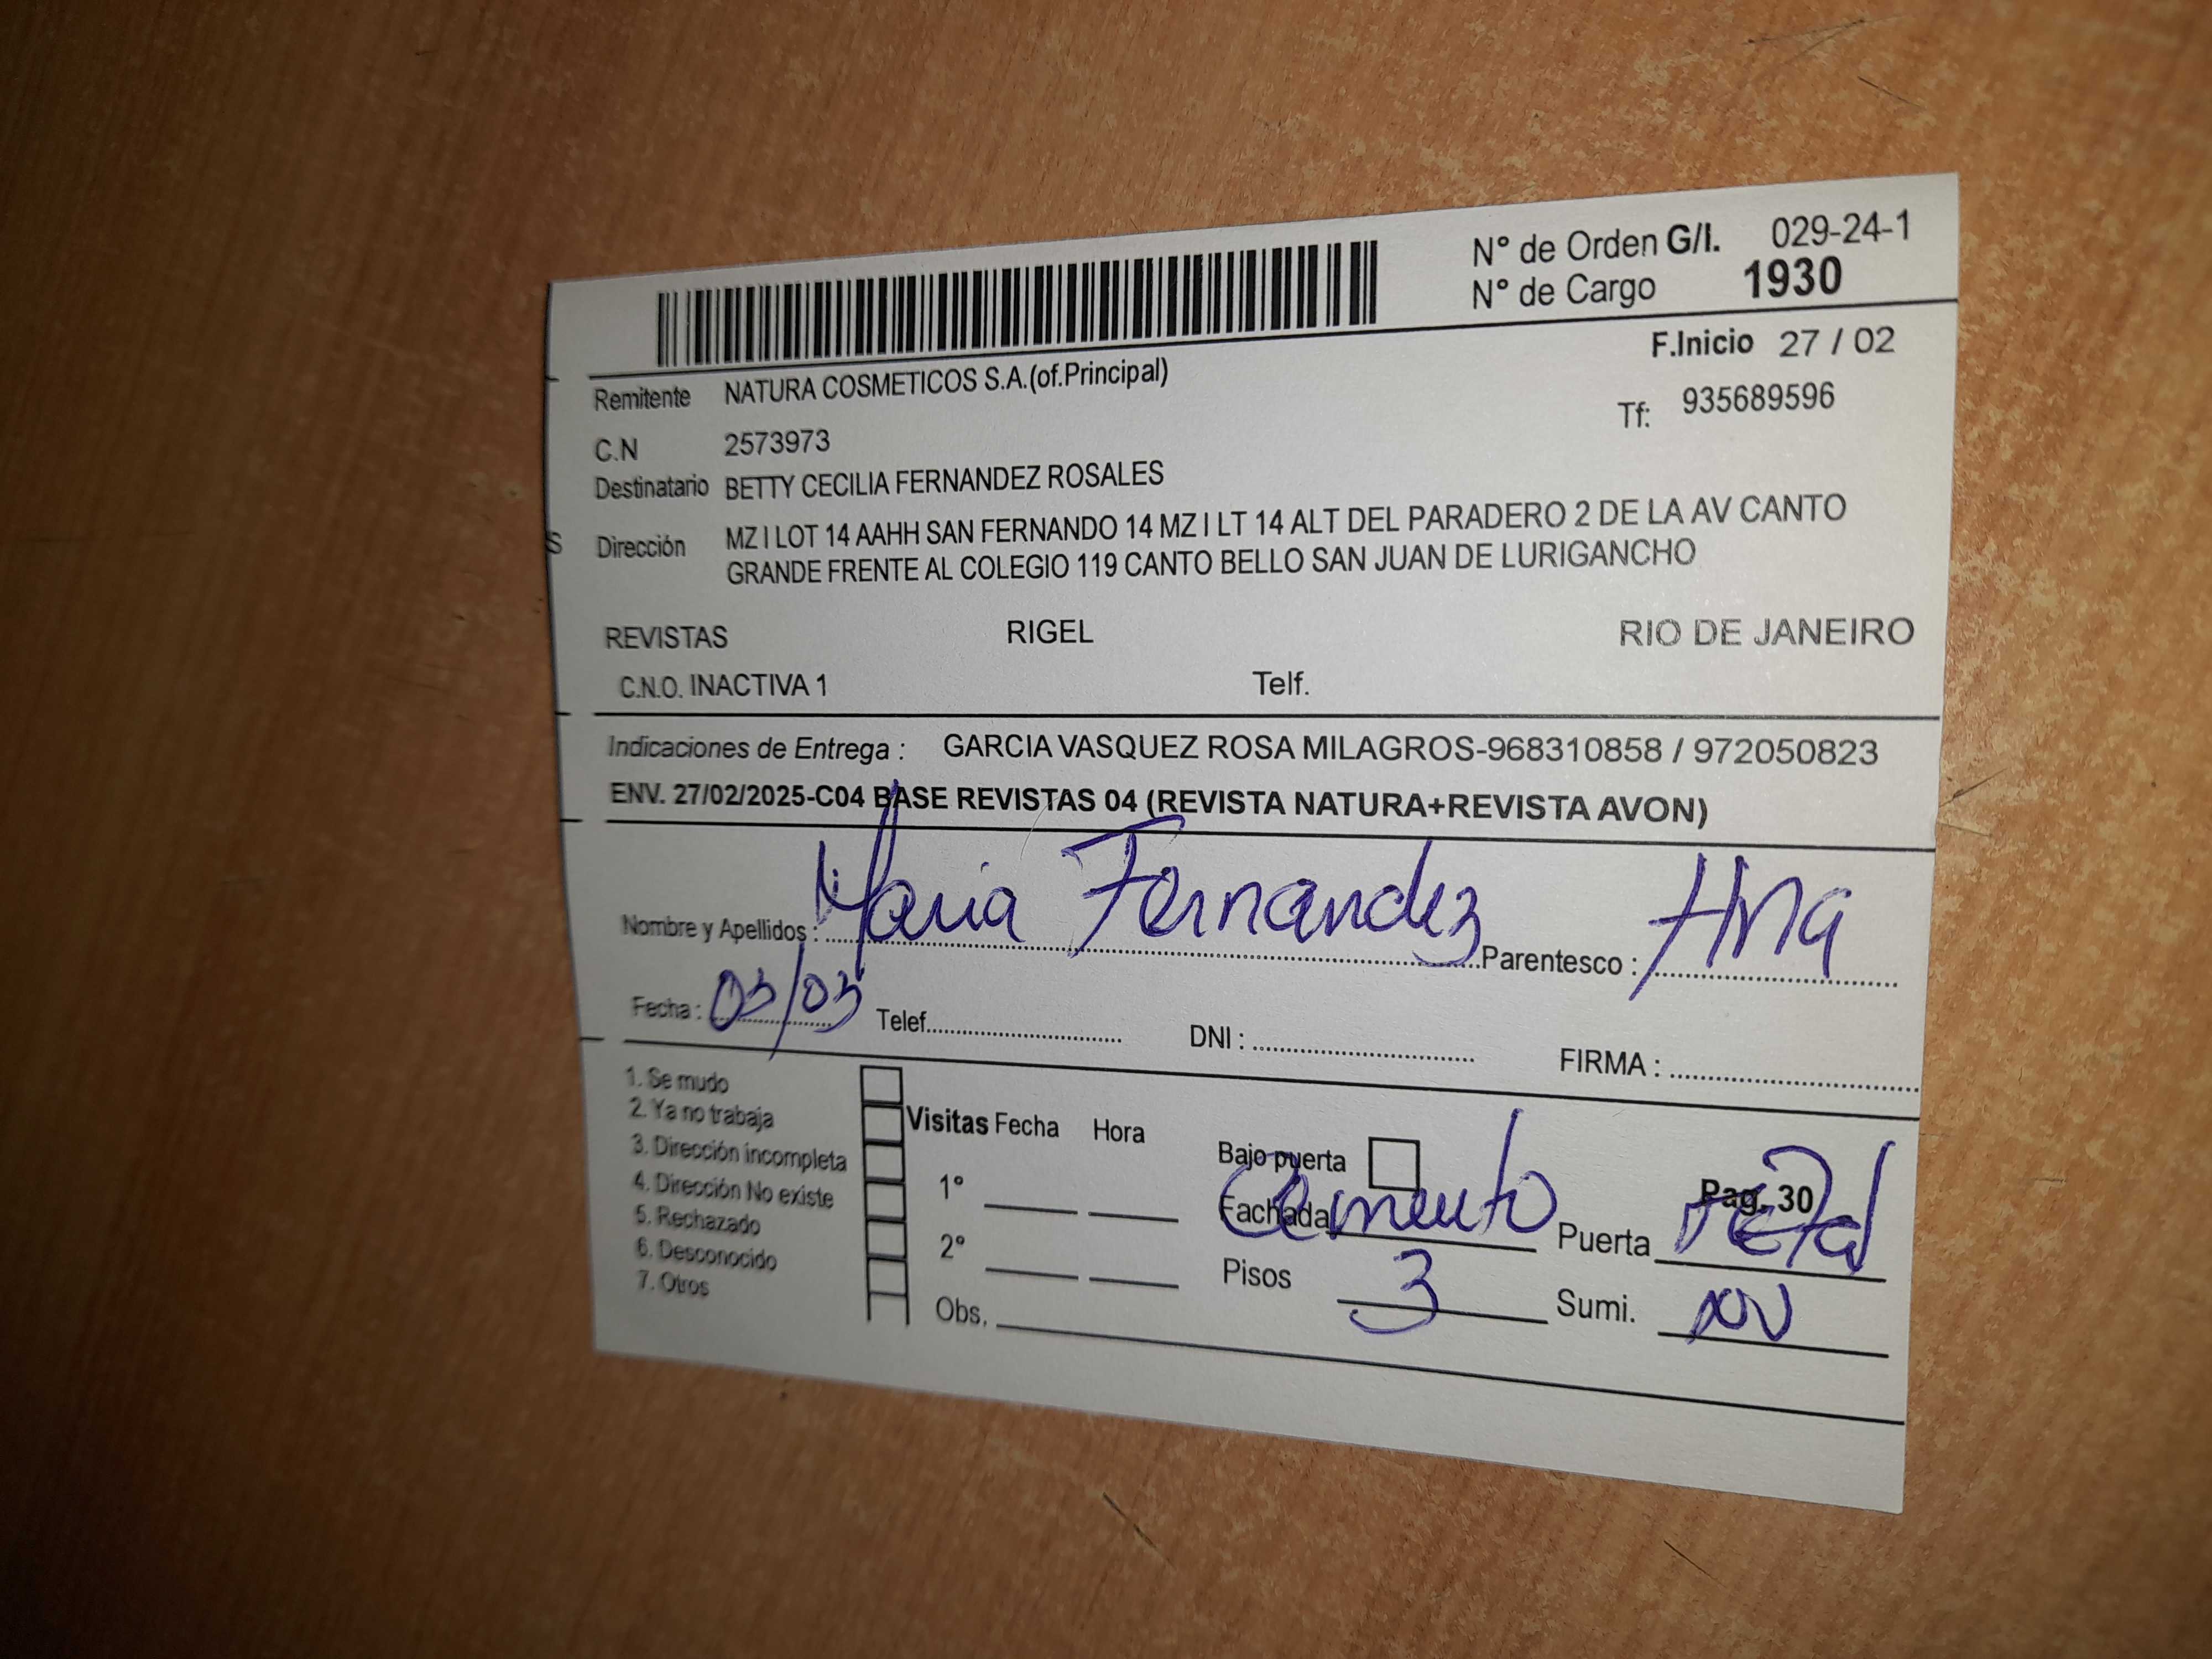 N° de Orden G/I. 029-24-1
N° de Cargo 1930
F.Inicio 27 / 02
Remitente NATURA COSMETICOS S.A.(of.Principal)
Tf: 935689596
C.N 2573973
Destinatario BETTY CECILIA FERNANDEZ ROSALES
S
Dirección MZ I LOT 14 AAHH SAN FERNANDO 14 MZ I LT 14 ALT DEL PARADERO 2 DE LA AV CANTO
GRANDE FRENTE AL COLEGIO 119 CANTO BELLO SAN JUAN DE LURIGANCHO
REVISTAS RIGEL RIO DE JANEIRO
C.N.O. INACTIVA 1 Telf.
Indicaciones de Entrega : GARCIA VASQUEZ ROSA MILAGROS-968310858 / 972050823
ENV. 27/02/2025-C04 BASE REVISTAS 04 (REVISTA NATURA+REVISTA AVON)
Nombre y Apellidos : Maria Fernandez Parentesco : Hna
Fecha : 03/03 Telef. DNI : FIRMA :
1. Se mudo
2. Ya no trabaja
3. Dirección incompleta
4. Dirección No existe
5. Rechazado
6. Desconocido
7. Otros
Visitas Fecha Hora
1°
2°
Obs.
Bajo puerta Pag. 30
Fachada Cemento Puerta
Pisos 3 Sumi.